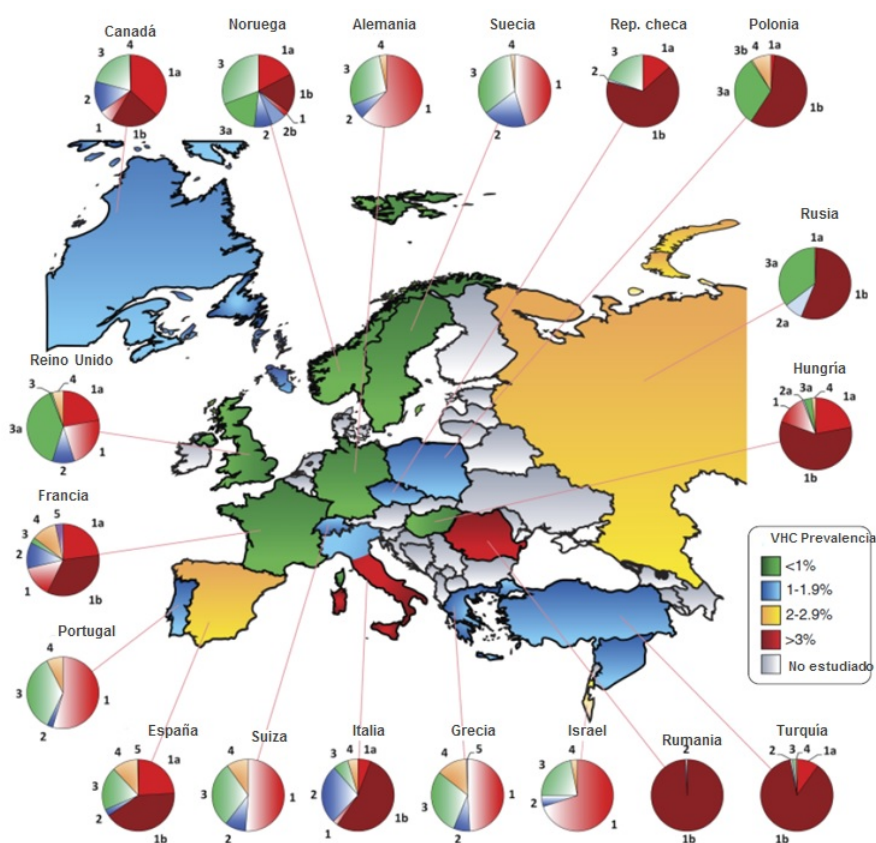 Canadá
4
3
1a
2
1
1b
Noruega
3
1a
1b
1
2b
2
3a
Alemania
4
3
2
1
Suecia
4
3
1
2
Rep. checa
3
1a
2
1b
Polonia
3b
4
1a
3a
1b
Rusia
1a
3a
1b
2a
Reino Unido
3
4
1a
3a
1
2
Hungría
2a
3a
4
1
1a
1b
Francia
5
4
3
1a
2
1
1b
VHC Prevalencia
<1%
1-1.9%
2-2.9%
>3%
No estudiado
Portugal
4
3
1
2
España
4
5
1a
3
2
1b
Suiza
4
3
1
2
Italia
3
4
1a
2
1
1b
Grecia
4
5
3
1
2
Israel
4
3
2
1
Rumania
2
1b
Turquía
2
3
4
1a
1b